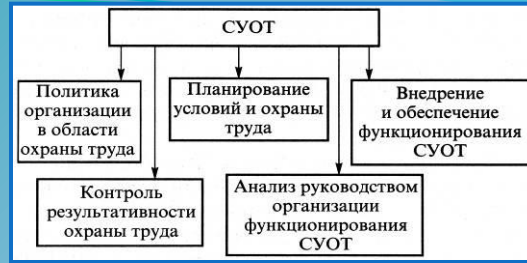 СУОТ
Политика
организации
в области
охраны труда
Планирование
условий и охраны
труда
Внедрение
и обеспечение
функционирования
СУОТ
Контроль
результативности
охраны труда
Анализ руководством
организации
функционирования
СУОТ